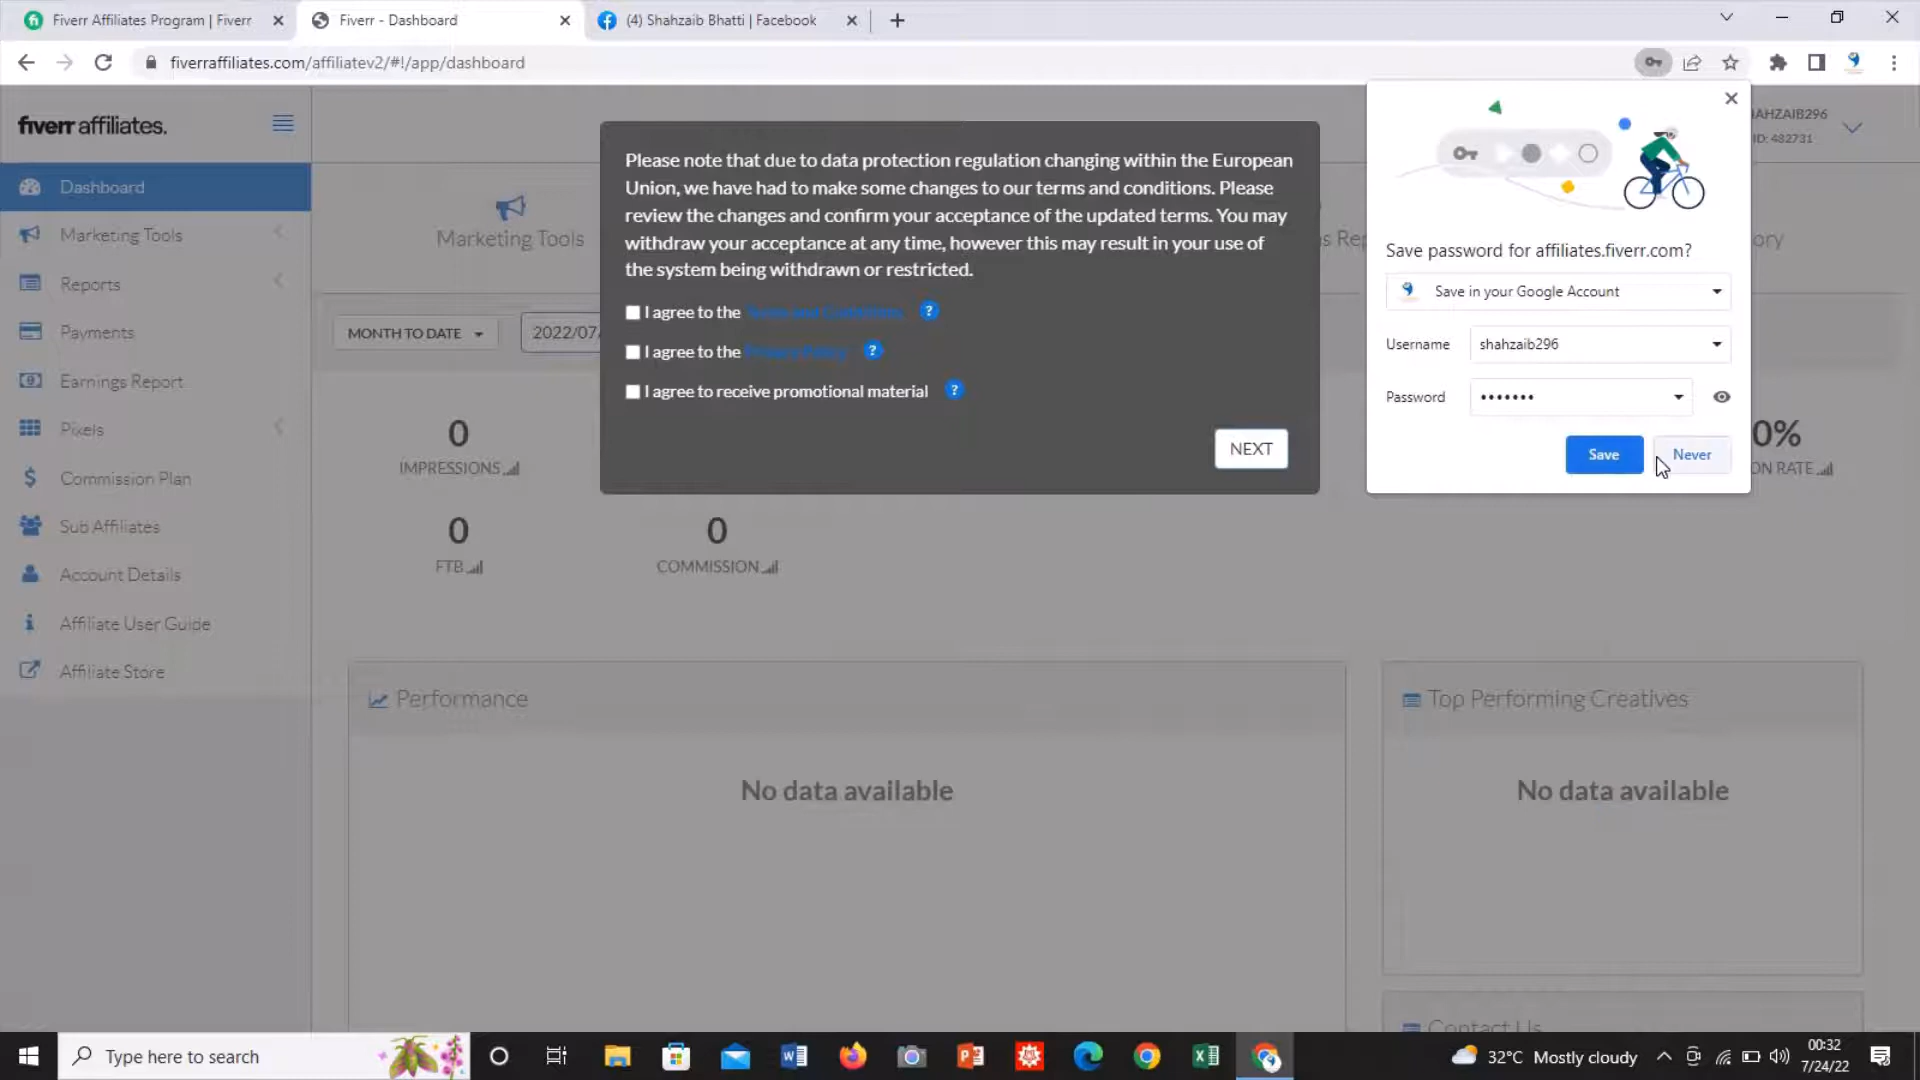 Fiverr Affiliates Program | Fiverr
Fiverr - Dashboard
(4) Shahzaib Bhatti | Facebook
fiverraffiliates.com/affiliatev2/#!/app/dashboard
fiverr affiliates.
AHZAIB296
ID: 482731
Dashboard
Marketing Tools
Reports
Payments
Earnings Report
Pixels
Commission Plan
Sub Affiliates
Account Details
Affiliate User Guide
Affiliate Store
Marketing Tools
MONTH TO DATE
2022/07
0
IMPRESSIONS
0
FTB
0
COMMISSION
0%
ON RATE
Please note that due to data protection regulation changing within the European
Union, we have had to make some changes to our terms and conditions. Please
review the changes and confirm your acceptance of the updated terms. You may
withdraw your acceptance at any time, however this may result in your use of
the system being withdrawn or restricted.
I agree to the Terms and Conditions ?
I agree to the Privacy Policy ?
I agree to receive promotional material ?
NEXT
Save password for affiliates.fiverr.com?
Save in your Google Account
Username shahzaib296
Password •••••••
Save Never
Performance
No data available
Top Performing Creatives
No data available
Contact Us
Type here to search
32°C Mostly cloudy
00:32
7/24/22